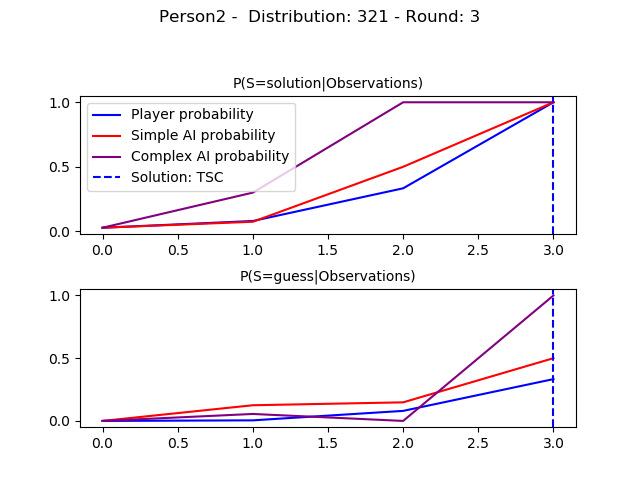 Person2 -  Distribution: 321 - Round: 3
P(S=solution|Observations)
1.0
0.5
0.0
Player probability
Simple AI probability
Complex AI probability
Solution: TSC
0.0 0.5 1.0 1.5 2.0 2.5 3.0
P(S=guess|Observations)
1.0
0.5
0.0
0.0 0.5 1.0 1.5 2.0 2.5 3.0